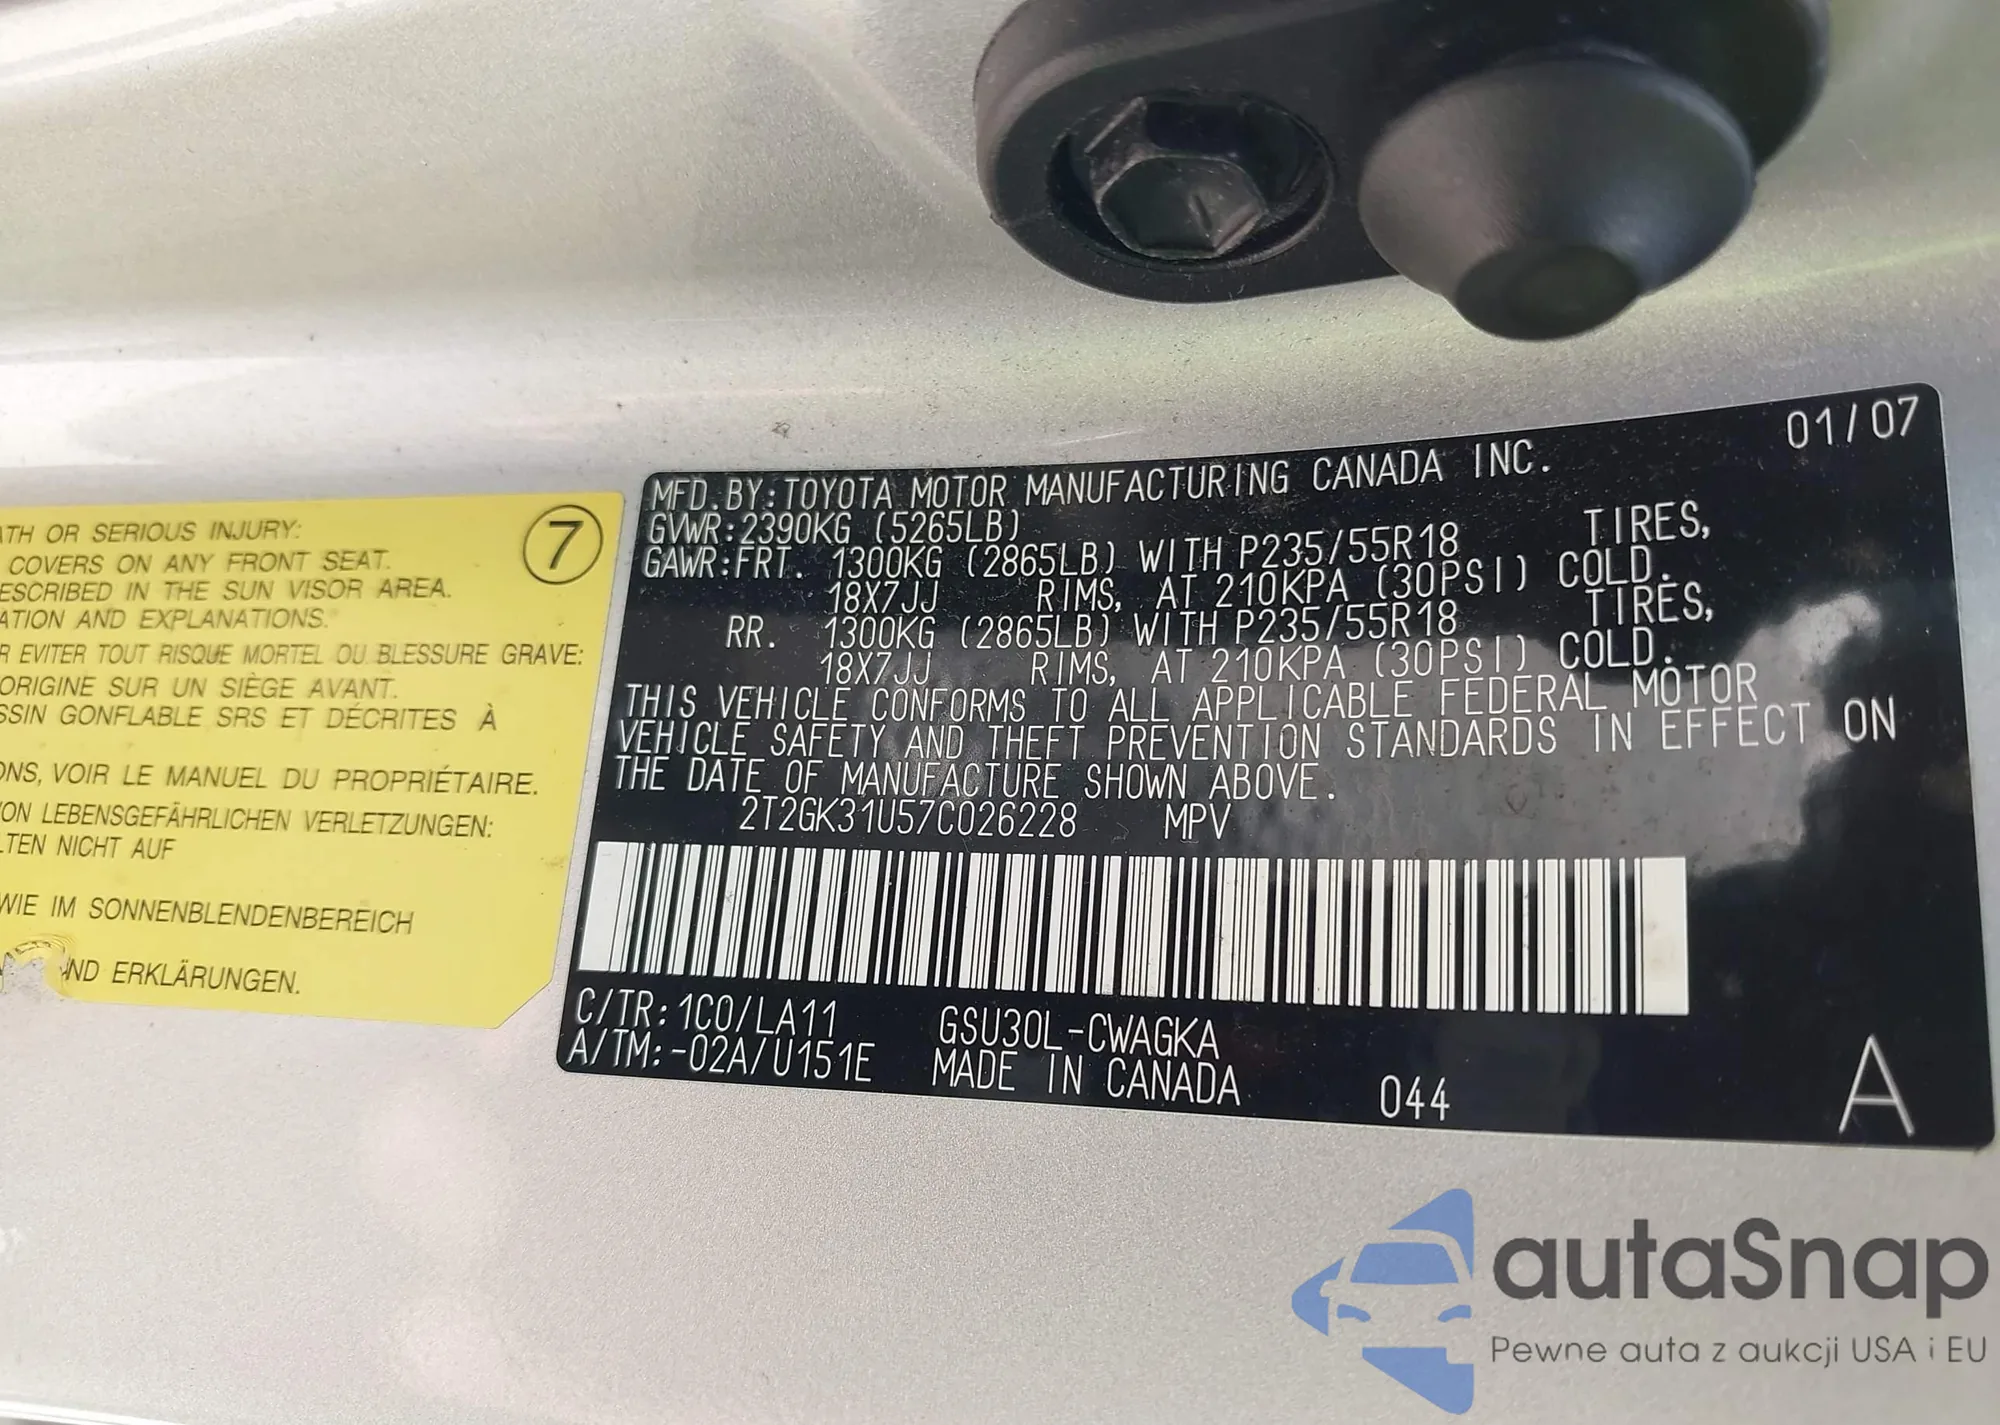 ATH OR SERIOUS INJURY:
COVERS ON ANY FRONT SEAT.
ESCRIBED IN THE SUN VISOR AREA.
ATION AND EXPLANATIONS.
R EVITER TOUT RISQUE MORTEL OU BLESSURE GRAVE:
ORIGINE SUR UN SIÈGE AVANT.
SSIN GONFLABLE SRS ET DÉCRITES À
ONS, VOIR LE MANUEL DU PROPRIÉTAIRE.
VON LEBENSGEFÄHRLICHEN VERLETZUNGEN:
LTEN NICHT AUF
WIE IM SONNENBLENDENBEREICH
ND ERKLÄRUNGEN.
7
01/07
MFD. BY: TOYOTA MOTOR MANUFACTURING CANADA INC.
GVWR: 2390KG (5265LB)
GAWR: FRT. 1300KG (2865LB) WITH P235/55R18 TIRES,
18X7JJ RIMS, AT 210KPA (30PSI) COLD.
RR. 1300KG (2865LB) WITH P235/55R18 TIRES,
18X7JJ RIMS, AT 210KPA (30PSI) COLD.
THIS VEHICLE CONFORMS TO ALL APPLICABLE FEDERAL MOTOR
VEHICLE SAFETY AND THEFT PREVENTION STANDARDS IN EFFECT ON
THE DATE OF MANUFACTURE SHOWN ABOVE.
2T2GK31U57C026228 MPV
C/TR: 1C0/LA11 GSU30L-CWAGKA
A/TM: -02A/U151E MADE IN CANADA 044 A
autaSnap
Pewne auta z aukcji USA i EU